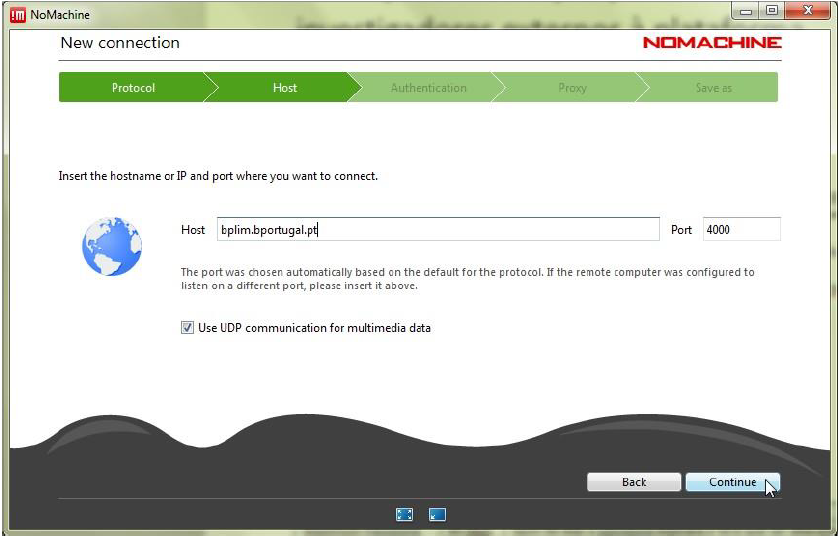 !M NoMachine
investigadores externos à plataforma
New connection
NOMACHINE
Protocol
Host
Authentication
Proxy
Save as
Insert the hostname or IP and port where you want to connect.
Host
bplim.bportugal.pt
Port
4000
The port was chosen automatically based on the default for the protocol. If the remote computer was configured to
listen on a different port, please insert it above.
Use UDP communication for multimedia data
Back
Continue